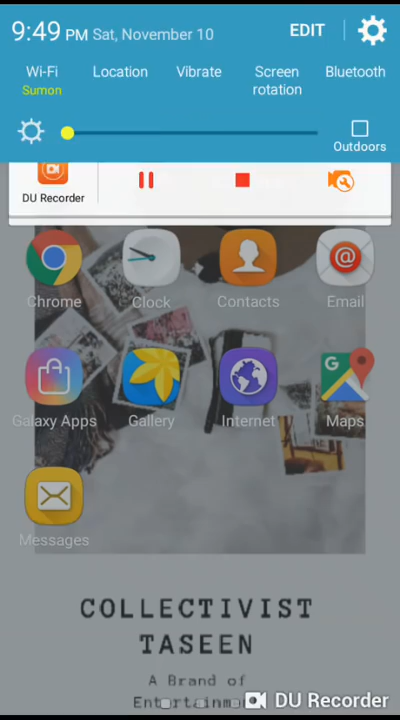 9:49 PM Sat, November 10 EDIT
Wi-Fi Location Vibrate Screen rotation Bluetooth
Sumon
Outdoors
DU Recorder
Chrome Clock Contacts Email
Galaxy Apps Gallery Internet Maps
G
Messages
COLLECTIVIST
TASEEN
A Brand of
DU Recorder